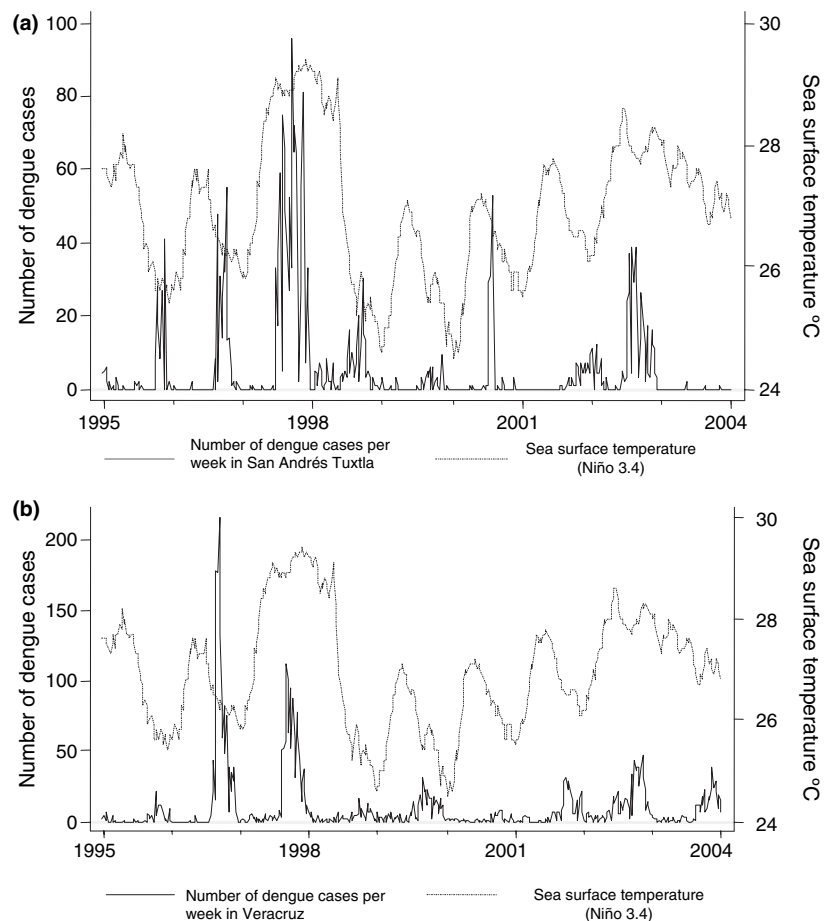 (a)
Number of dengue cases
100
80
60
40
20
0
30
28
26
24
Sea surface temperature °C
1995
1998
2001
2004
Number of dengue cases per
week in San Andrés Tuxtla
Sea surface temperature
(Niño 3.4)
(b)
Number of dengue cases
200
150
100
50
0
30
28
26
24
Sea surface temperature °C
1995
1998
2001
2004
Number of dengue cases per
week in Veracruz
Sea surface temperature
(Niño 3.4)